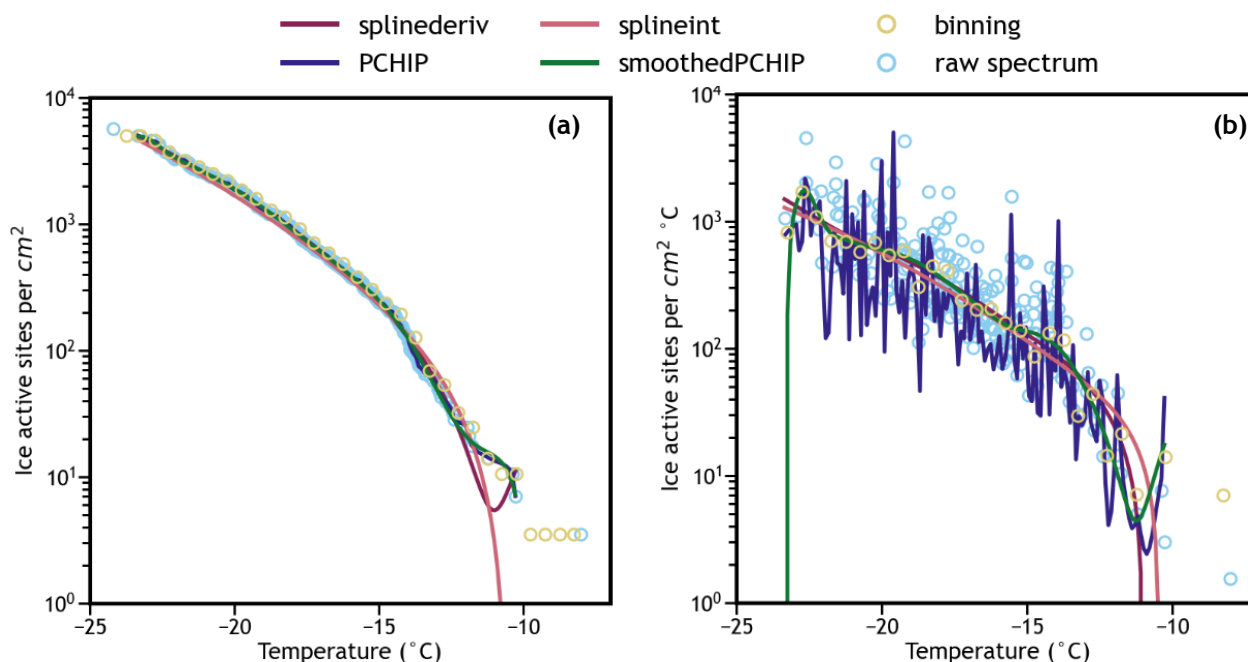 splinederiv splineint binning
PCHIP smoothedPCHIP raw spectrum
(a)
Ice active sites per cm²
10⁴
10³
10²
10¹
10⁰
−25 −20 −15 −10
Temperature (°C)
(b)
Ice active sites per cm² °C
10⁴
10³
10²
10¹
10⁰
−25 −20 −15 −10
Temperature (°C)